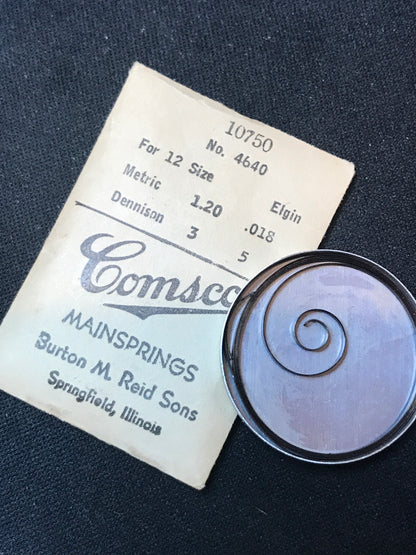 10750
No. 4640
For 12 Size Elgin
Metric 1.20 .018
Dennison 3 5
Comsco
MAINSPRINGS
Burton M. Reid Sons
Springfield, Illinois